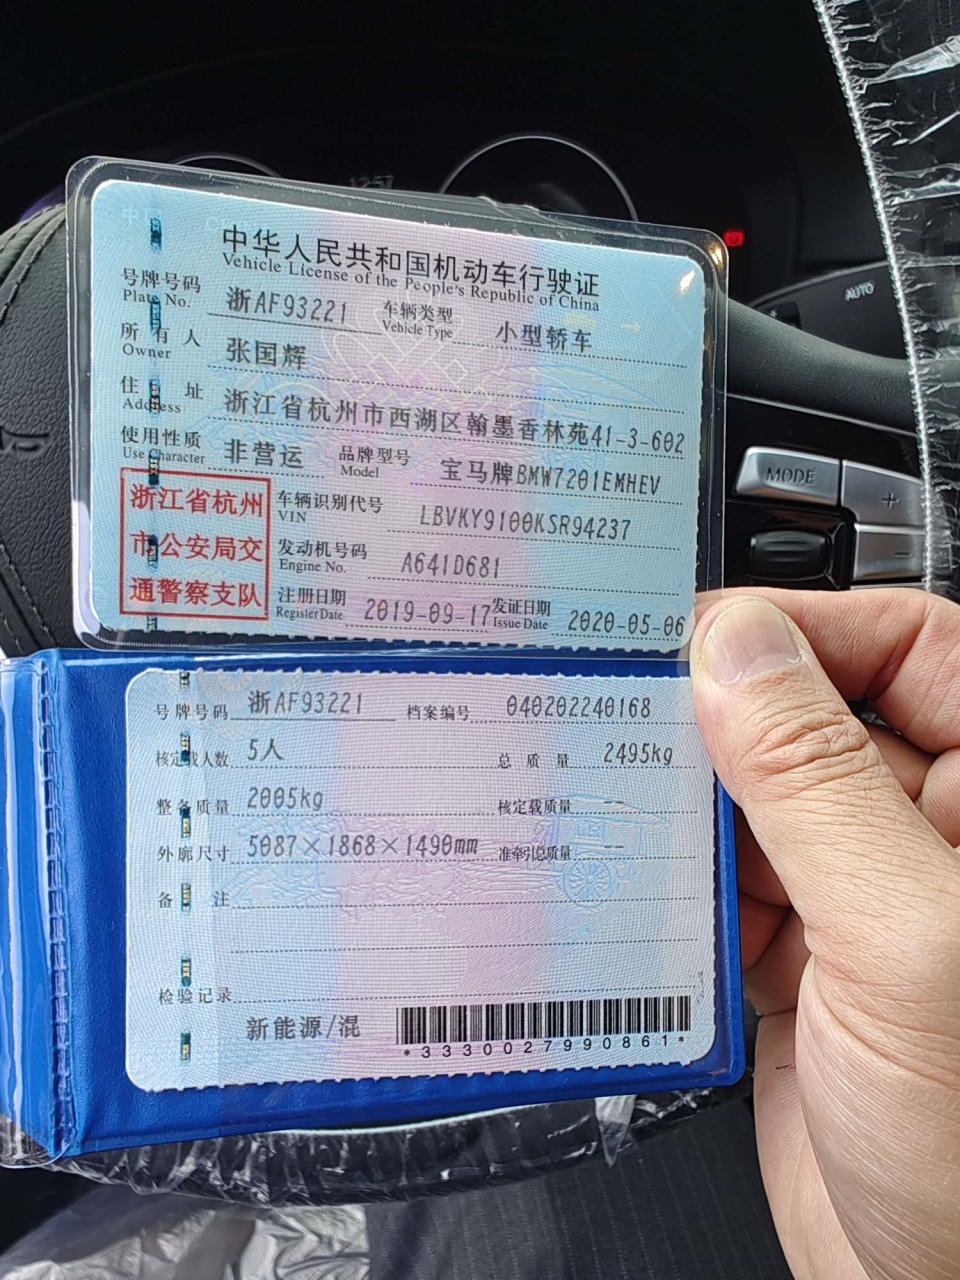 中华人民共和国机动车行驶证
Vehicle License of the People's Republic of China
号牌号码 浙AF93221 车辆类型 小型轿车
Plate No. Vehicle Type
所有人 张国辉
Owner
住址 浙江省杭州市西湖区翰墨香林苑41-3-602
Address
使用性质 非营运 品牌型号 宝马牌BMW7201EMHEV
Use Character Model
浙江省杭州
市公安局交
通警察支队
车辆识别代号 LBVKY9100KSR94237
VIN
发动机号码 A641D681
Engine No.
注册日期 2019-09-17 发证日期 2020-05-06
Register Date Issue Date
号牌号码 浙AF93221 档案编号 040202240168
核定载人数 5人 总质量 2495kg
整备质量 2005kg 核定载质量 --
外廓尺寸 5087×1868×1490mm 准牵引总质量 --
备注
检验记录
新能源/混
*3330027990861*
AUTO
MODE
+